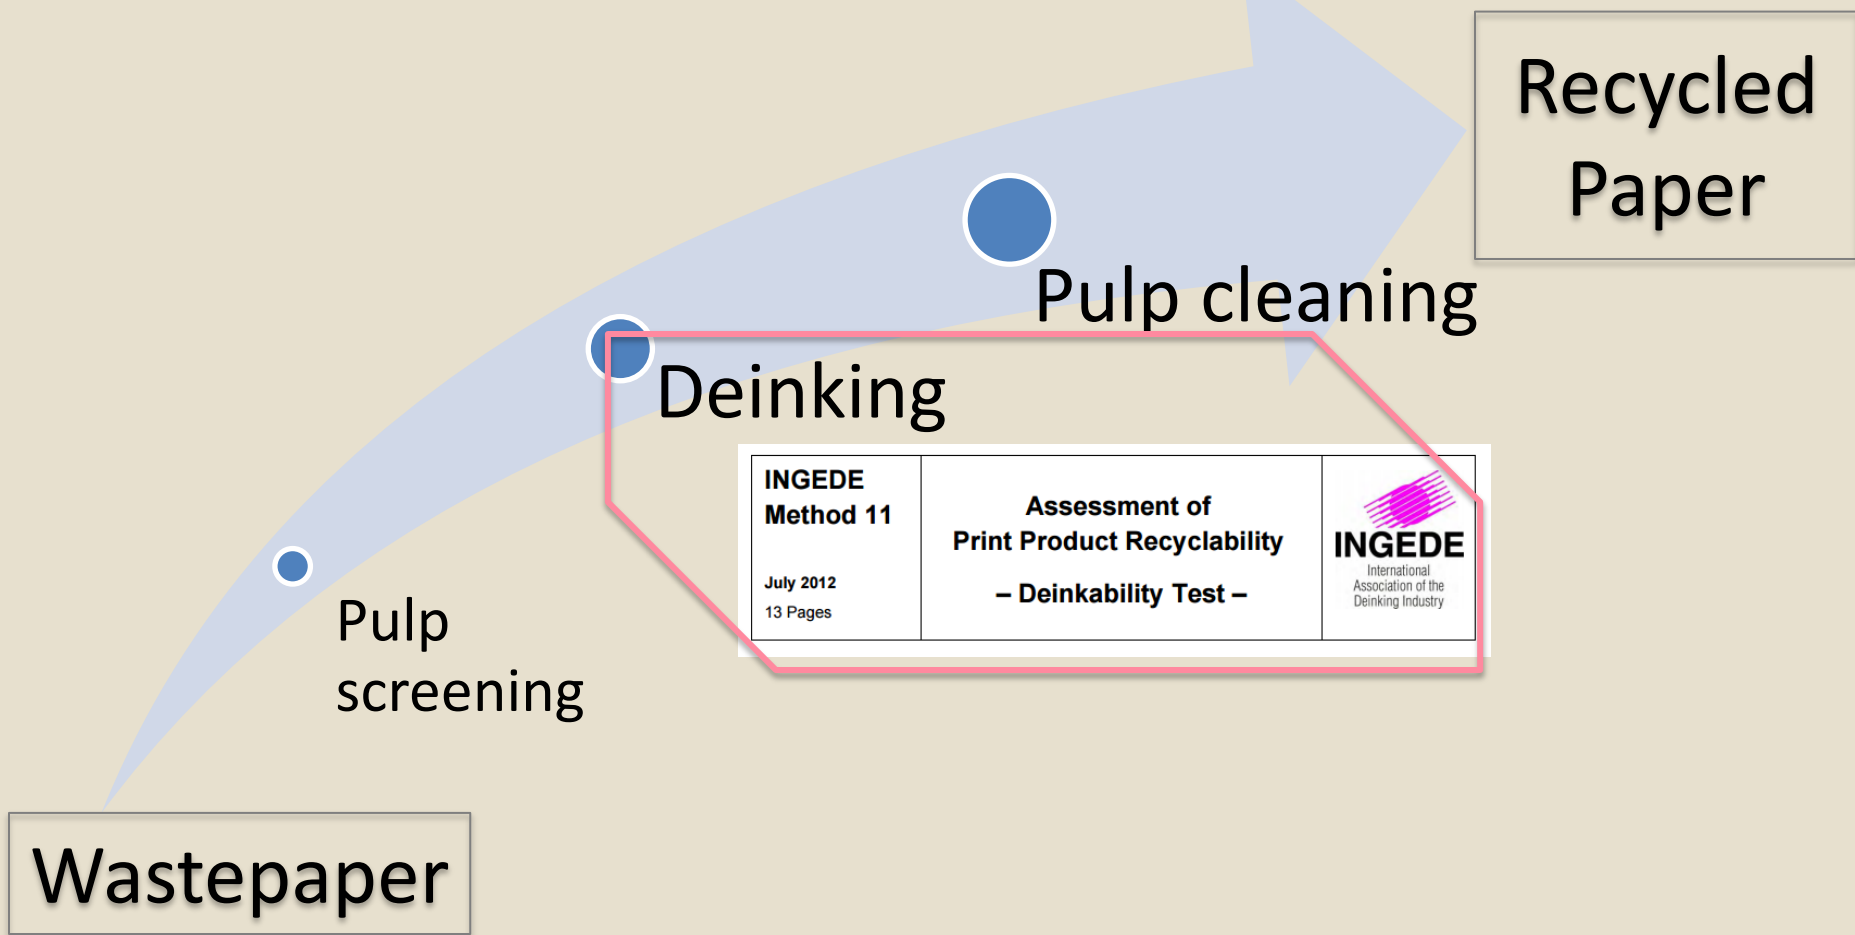 Recycled
Paper
Pulp cleaning
Deinking
INGEDE
Method 11
July 2012
13 Pages
Assessment of
Print Product Recyclability
– Deinkability Test –
INGEDE
International
Association of the
Deinking Industry
Pulp
screening
Wastepaper